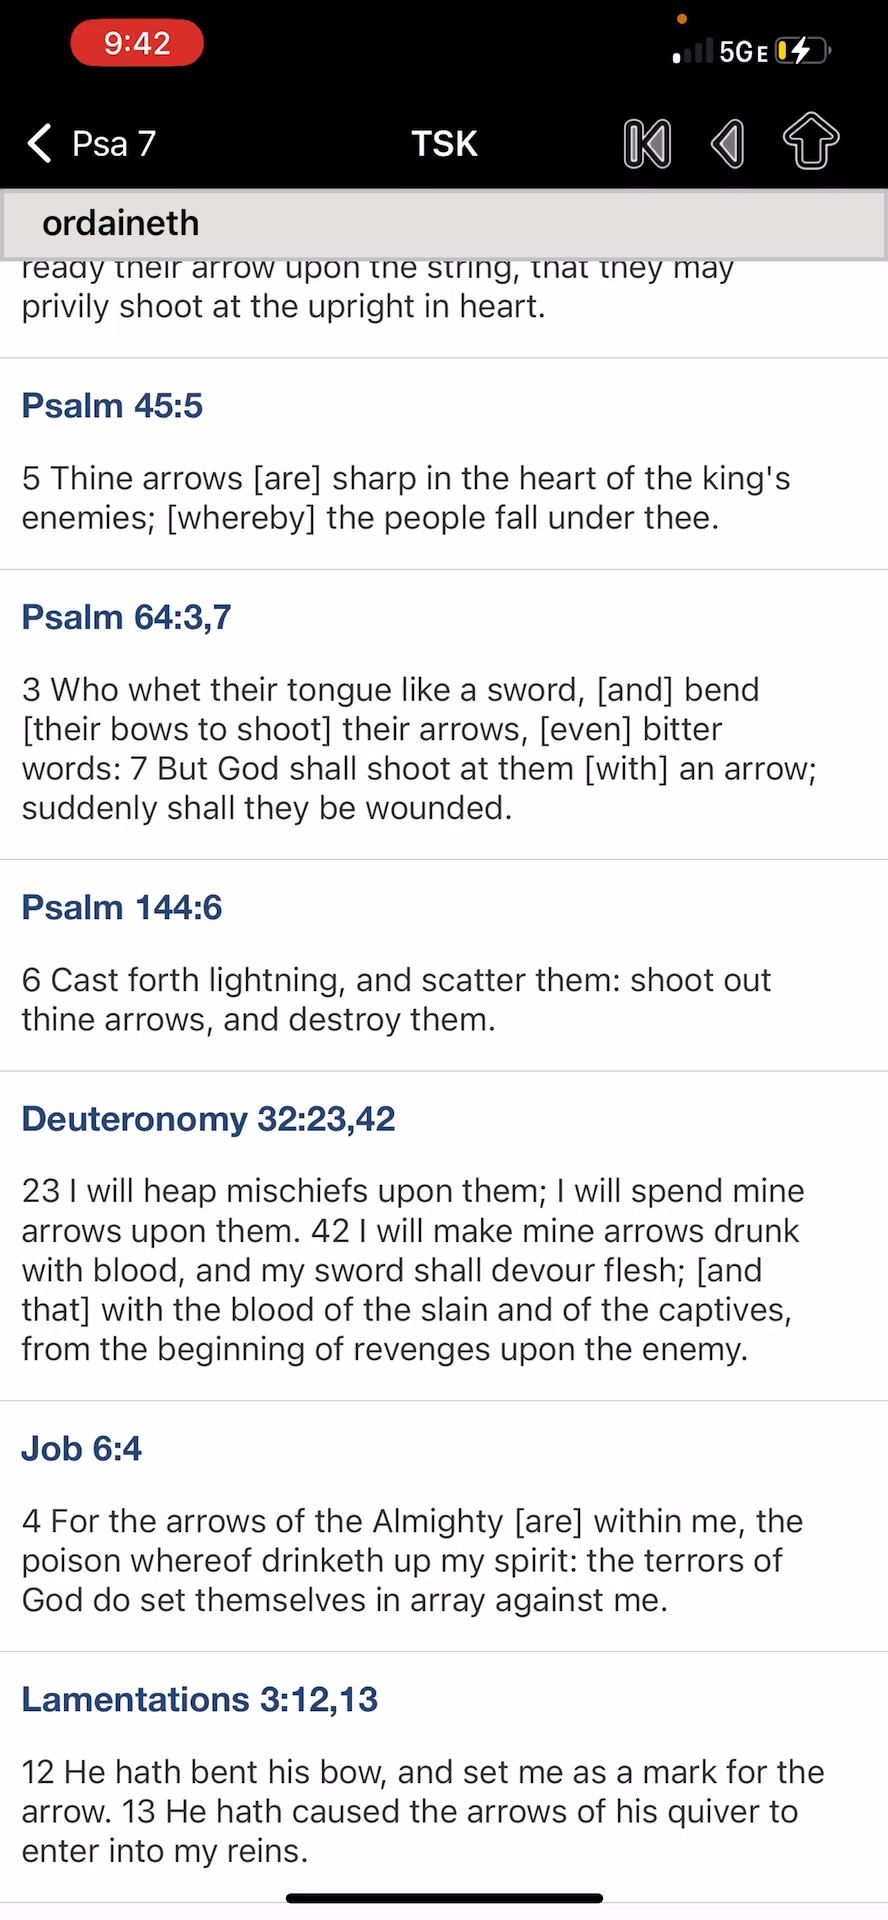 9:42
5GE
Psa 7
TSK
ordaineth
ready their arrow upon the string, that they may
privily shoot at the upright in heart.
Psalm 45:5
5 Thine arrows [are] sharp in the heart of the king's
enemies; [whereby] the people fall under thee.
Psalm 64:3,7
3 Who whet their tongue like a sword, [and] bend
[their bows to shoot] their arrows, [even] bitter
words: 7 But God shall shoot at them [with] an arrow;
suddenly shall they be wounded.
Psalm 144:6
6 Cast forth lightning, and scatter them: shoot out
thine arrows, and destroy them.
Deuteronomy 32:23,42
23 I will heap mischiefs upon them; I will spend mine
arrows upon them. 42 I will make mine arrows drunk
with blood, and my sword shall devour flesh; [and
that] with the blood of the slain and of the captives,
from the beginning of revenges upon the enemy.
Job 6:4
4 For the arrows of the Almighty [are] within me, the
poison whereof drinketh up my spirit: the terrors of
God do set themselves in array against me.
Lamentations 3:12,13
12 He hath bent his bow, and set me as a mark for the
arrow. 13 He hath caused the arrows of his quiver to
enter into my reins.